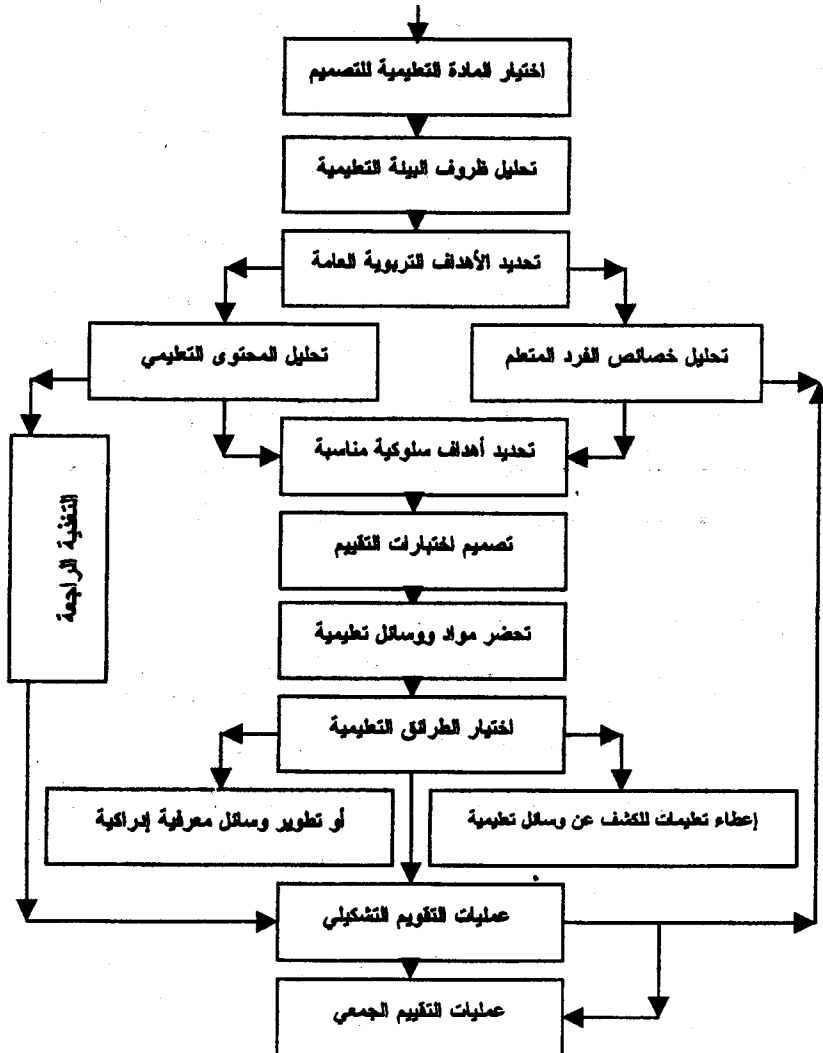 اختيار المادة التعليمية للتصميم
تحليل ظروف البيئة التعليمية
تحديد الأهداف التربوية العامة
تحليل خصائص الفرد المتعلم
تحليل المحتوى التعليمي
تحديد أهداف سلوكية مناسبة
التغذية الراجعة
تصميم اختبارات التقييم
تحضر مواد ووسائل تعليمية
اختيار الطرائق التعليمية
إعطاء تعليمات للكشف عن وسائل تعليمية
أو تطوير وسائل معرفية إدراكية
عمليات التقويم التشكيلي
عمليات التقييم الجمعي